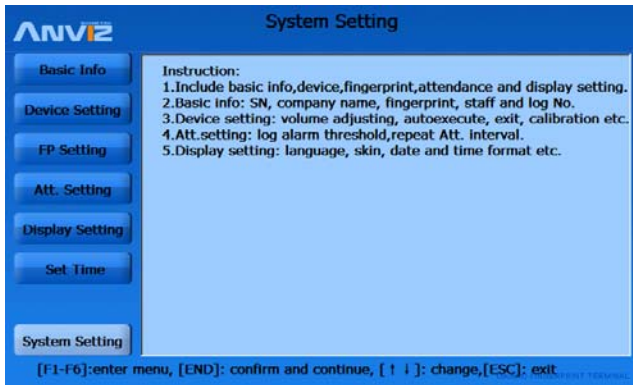 ANVIZ
System Setting
Basic Info
Device Setting
FP Setting
Att. Setting
Display Setting
Set Time
System Setting
Instruction:
1.Include basic info,device,fingerprint,attendance and display setting.
2.Basic info: SN, company name, fingerprint, staff and log No.
3.Device setting: volume adjusting, autoexecute, exit, calibration etc.
4.Att.setting: log alarm threshold,repeat Att. interval.
5.Display setting: language, skin, date and time format etc.
[F1-F6]:enter menu, [END]: confirm and continue, [↑↓]: change,[ESC]: exit